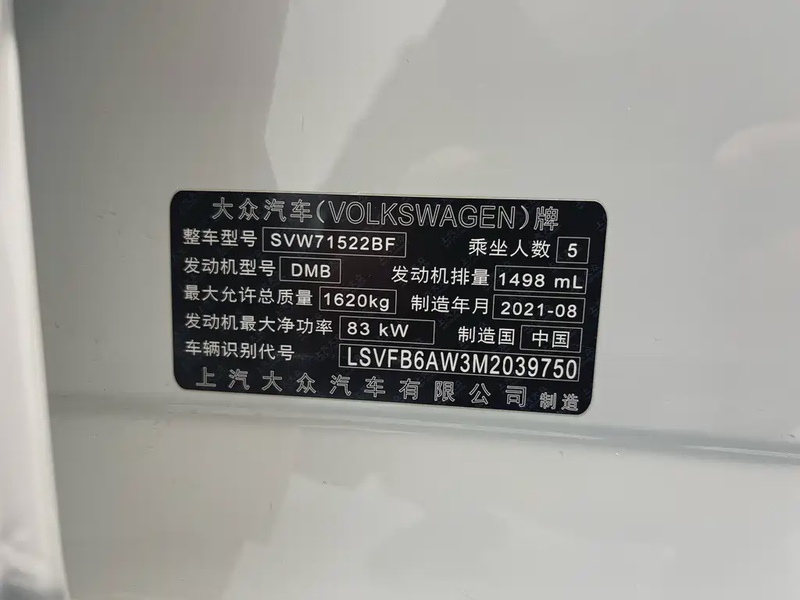 大众汽车(VOLKSWAGEN)牌
整车型号 SVW71522BF 乘坐人数 5
发动机型号 DMB 发动机排量 1498 mL
最大允许总质量 1620kg 制造年月 2021-08
发动机最大净功率 83 kW 制造国 中国
车辆识别代号 LSVFB6AW3M2039750
上汽大众汽车有限公司 制造